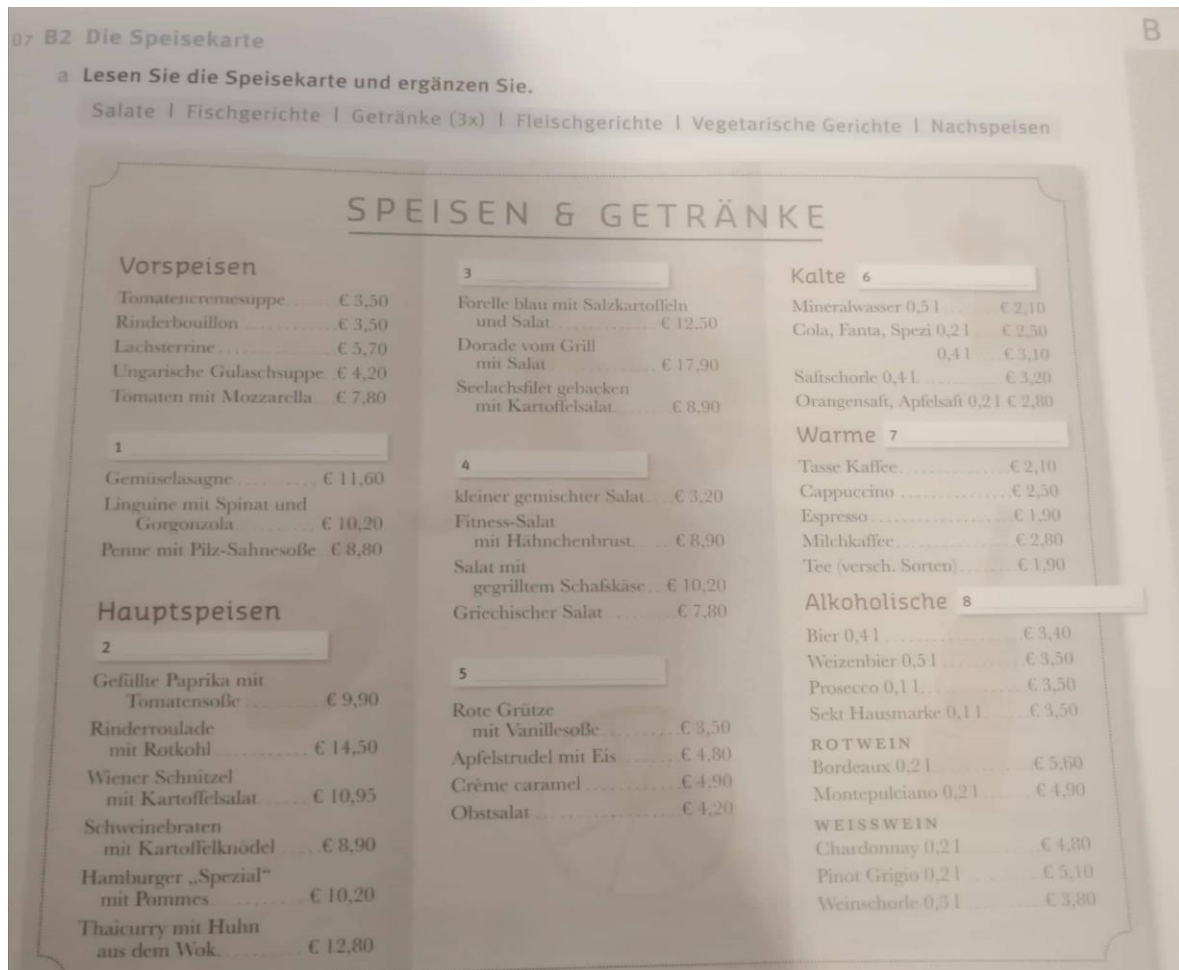 07 B2 Die Speisekarte
B
a Lesen Sie die Speisekarte und ergänzen Sie.
Salate | Fischgerichte | Getränke (3x) | Fleischgerichte | Vegetarische Gerichte | Nachspeisen
SPEISEN & GETRÄNKE
Vorspeisen
Tomatencremesuppe € 3,50
Rinderbouillon € 3,50
Lachsterrine € 5,70
Ungarische Gulaschsuppe € 4,20
Tomaten mit Mozzarella € 7,80
1
Gemüselasagne € 11,60
Linguine mit Spinat und
Gorgonzola € 10,20
Penne mit Pilz-Sahnesoße € 8,80
Hauptspeisen
2
Gefüllte Paprika mit
Tomatensoße € 9,90
Rinderroulade
mit Rotkohl € 14,50
Wiener Schnitzel
mit Kartoffelsalat € 10,95
Schweinebraten
mit Kartoffelknödel € 8,90
Hamburger „Spezial“
mit Pommes € 10,20
Thaicurry mit Huhn
aus dem Wok € 12,80
3
Forelle blau mit Salzkartoffeln
und Salat € 12,50
Dorade vom Grill
mit Salat € 17,90
Seelachsfilet gebacken
mit Kartoffelsalat € 8,90
4
kleiner gemischter Salat € 3,20
Fitness-Salat
mit Hähnchenbrust € 8,90
Salat mit
gegrilltem Schafskäse € 10,20
Griechischer Salat € 7,80
5
Rote Grütze
mit Vanillesoße € 3,50
Apfelstrudel mit Eis € 4,80
Crème caramel € 4,90
Obstsalat € 4,20
Kalte 6
Mineralwasser 0,5 l € 2,10
Cola, Fanta, Spezi 0,2 l € 2,50
0,4 l € 3,10
Saftschorle 0,4 l € 3,20
Orangensaft, Apfelsaft 0,2 l € 2,80
Warme 7
Tasse Kaffee € 2,10
Cappuccino € 2,50
Espresso € 1,90
Milchkaffee € 2,80
Tee (versch. Sorten) € 1,90
Alkoholische 8
Bier 0,4 l € 3,40
Weizenbier 0,5 l € 3,50
Prosecco 0,1 l € 3,50
Sekt Hausmarke 0,1 l € 3,50
ROTWEIN
Bordeaux 0,2 l € 5,60
Montepulciano 0,2 l € 4,90
WEISSWEIN
Chardonnay 0,2 l € 4,80
Pinot Grigio 0,2 l € 5,10
Weinschorle 0,3 l € 3,80